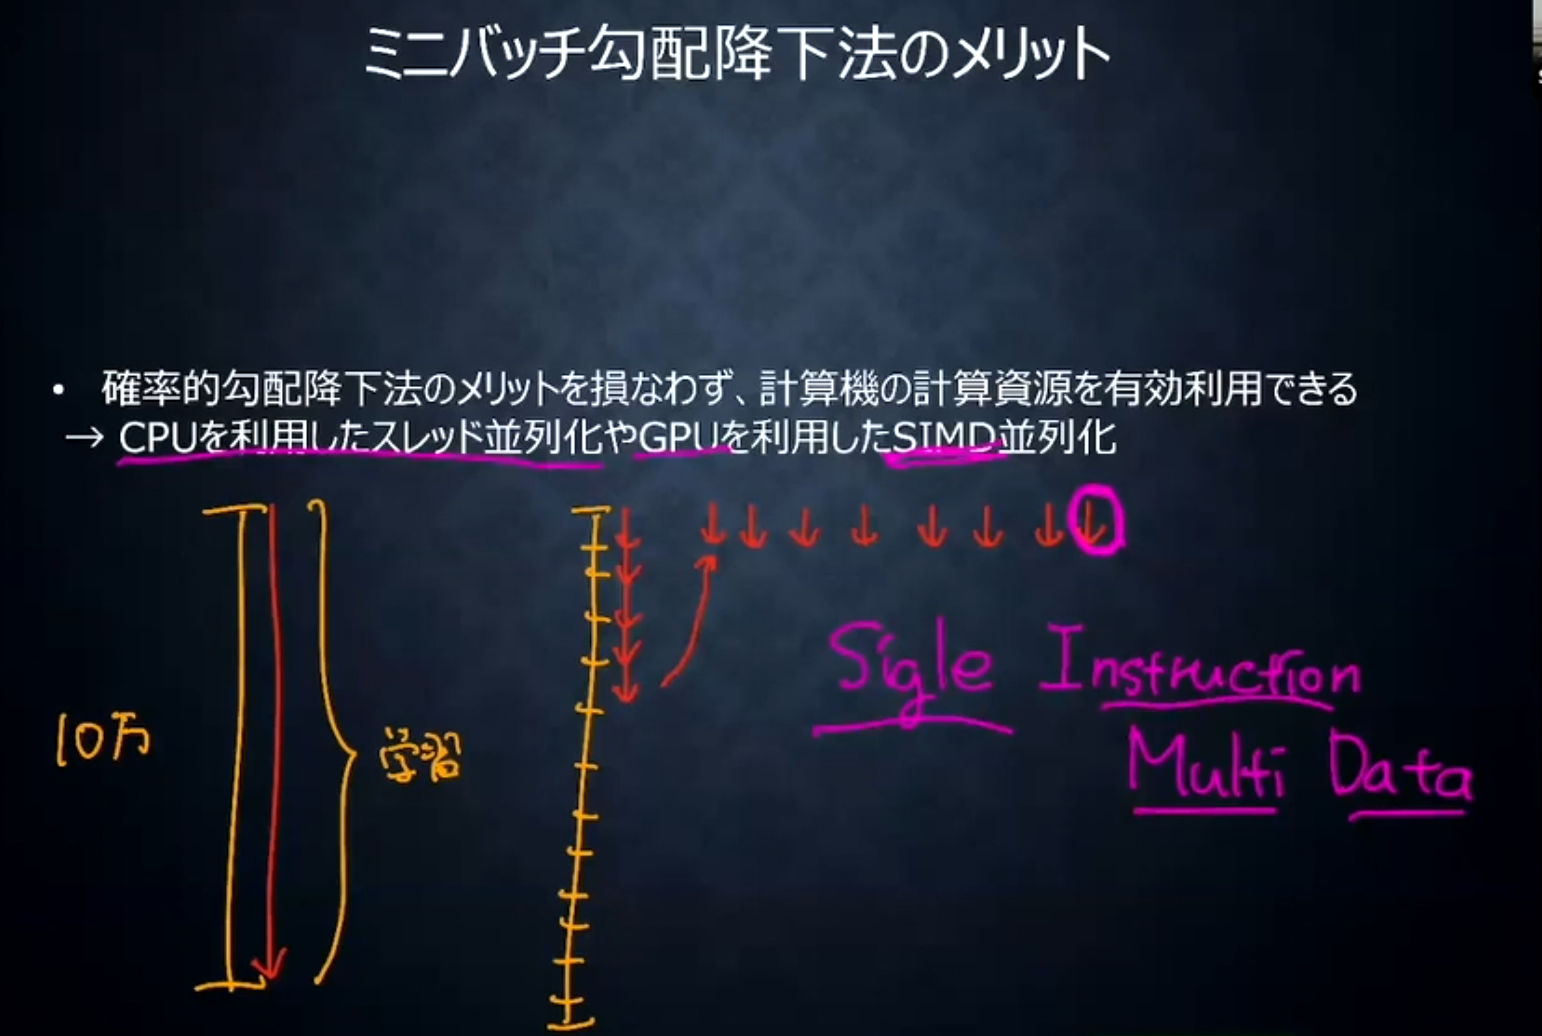 ミニバッチ勾配降下法のメリット
• 確率的勾配降下法のメリットを損なわず、計算機の計算資源を有効利用できる
→ CPUを利用したスレッド並列化やGPUを利用したSIMD並列化
10万
学習
Sigle Instruction
Multi Data